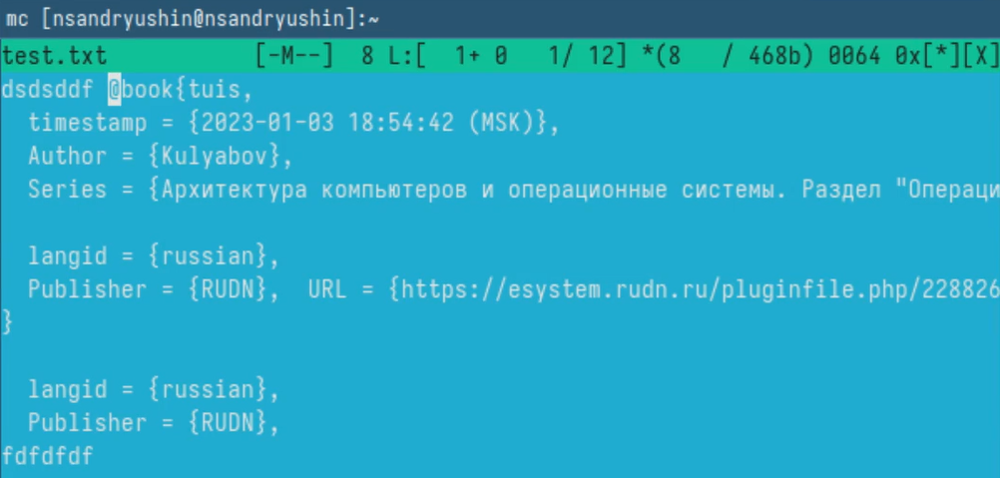 mc [nsandryushin@nsandryushin]:~
test.txt [-M--] 8 L:[ 1+ 0 1/ 12] *(8 / 468b) 0064 0x[*][X]
dsdsddf @book{tuis,
timestamp = {2023-01-03 18:54:42 (MSK)},
Author = {Kulyabov},
Series = {Архитектура компьютеров и операционные системы. Раздел "Операци
langid = {russian},
Publisher = {RUDN}, URL = {https://esystem.rudn.ru/pluginfile.php/228826
}
langid = {russian},
Publisher = {RUDN},
fdfdfdf